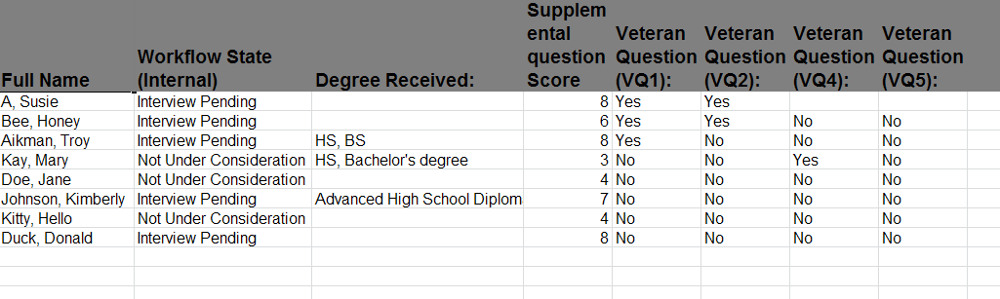 Full Name Workflow State (Internal) Degree Received: Supplem ental question Score Veteran Question (VQ1): Veteran Question (VQ2): Veteran Question (VQ4): Veteran Question (VQ5):
A, Susie Interview Pending 8 Yes Yes
Bee, Honey Interview Pending 6 Yes Yes No No
Aikman, Troy Interview Pending HS, BS 8 Yes No No No
Kay, Mary Not Under Consideration HS, Bachelor's degree 3 No No Yes No
Doe, Jane Not Under Consideration 4 No No No No
Johnson, Kimberly Interview Pending Advanced High School Diplom 7 No No No No
Kitty, Hello Not Under Consideration 4 No No No No
Duck, Donald Interview Pending 8 No No No No